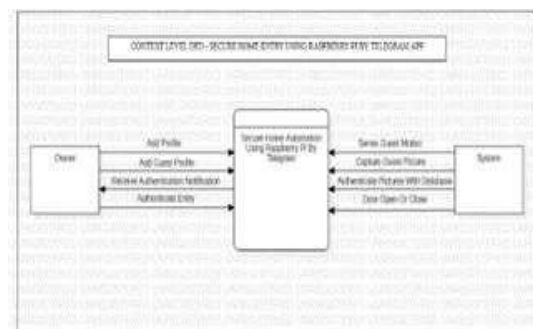 CONTEXT LEVEL DFD - SECURE HOME ENTRY USING RASPBERRY PI BY TELEGRAM APP
Owner
Add Profile
Add Guest Profile
Receive Authentication Notification
Authenticate Entry
Secure Home Automation
Using Raspberry Pi By
Telegram
Sense Guest Motion
Capture Guest Picture
Authenticate Pictures With Database
Door Open Or Close
System